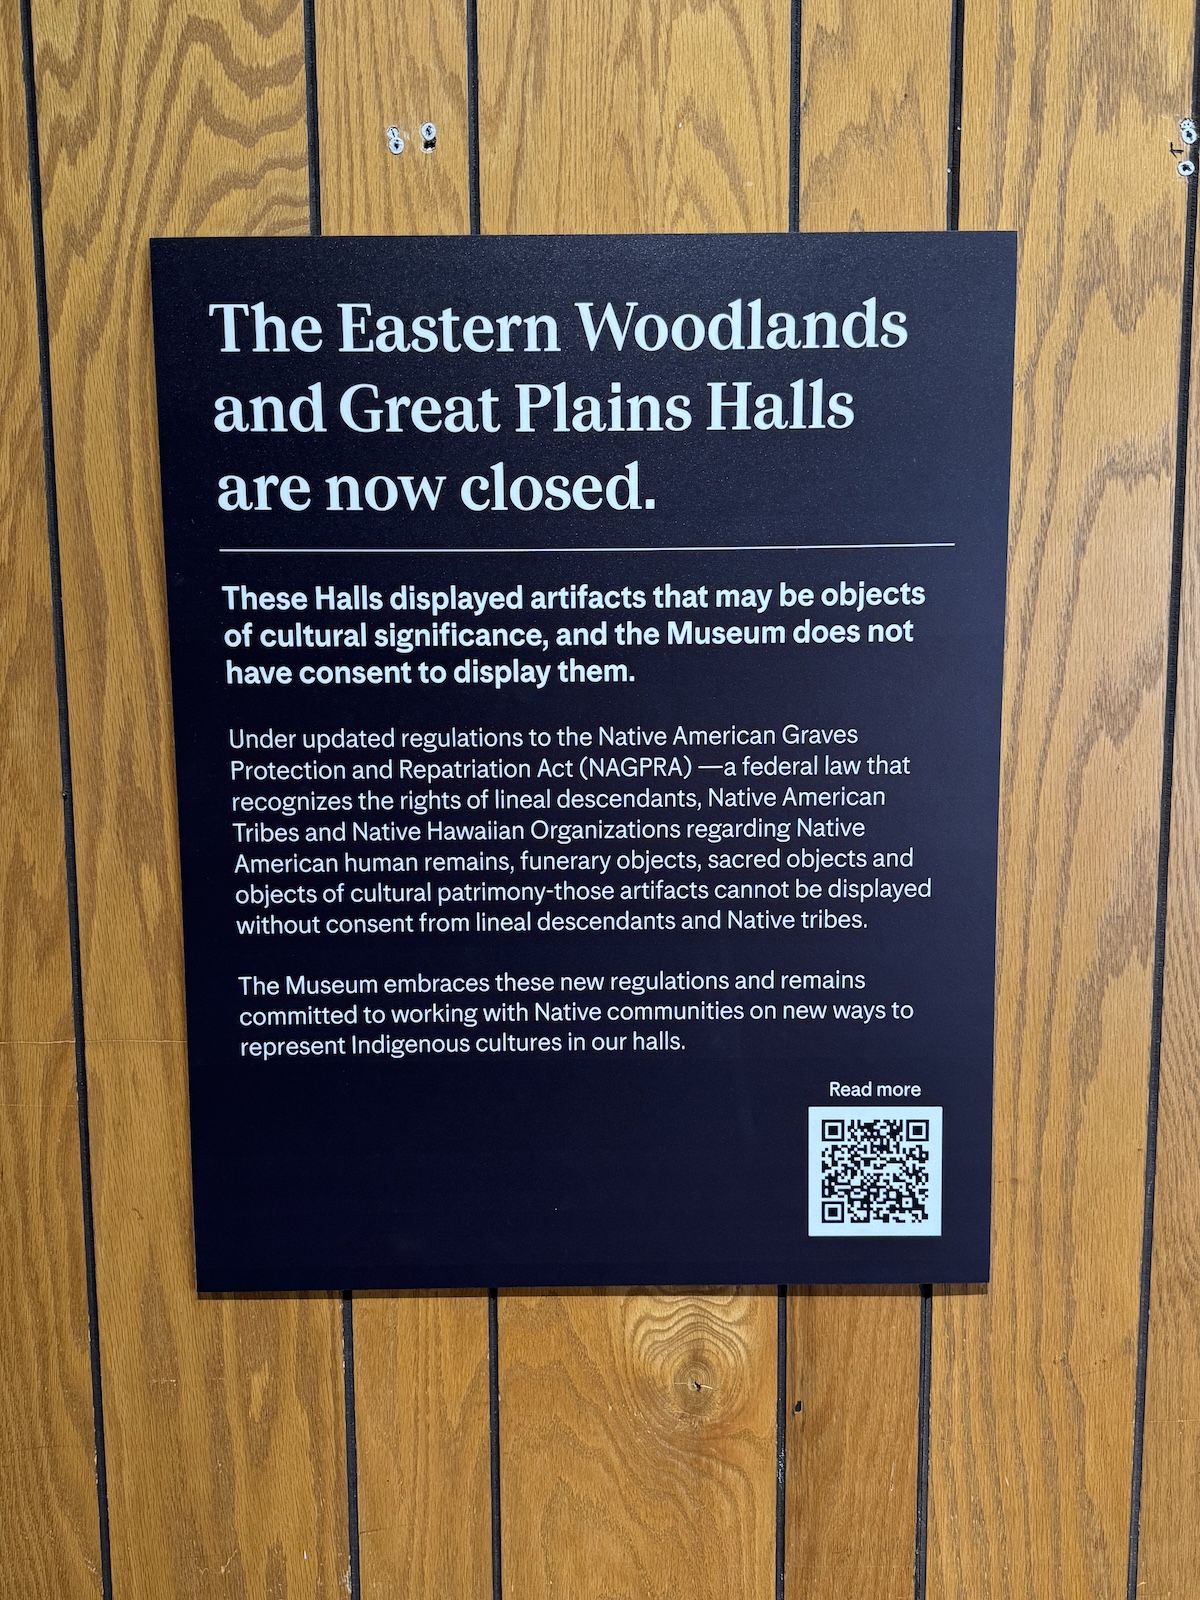 The Eastern Woodlands
and Great Plains Halls
are now closed.
These Halls displayed artifacts that may be objects
of cultural significance, and the Museum does not
have consent to display them.
Under updated regulations to the Native American Graves
Protection and Repatriation Act (NAGPRA) —a federal law that
recognizes the rights of lineal descendants, Native American
Tribes and Native Hawaiian Organizations regarding Native
American human remains, funerary objects, sacred objects and
objects of cultural patrimony-those artifacts cannot be displayed
without consent from lineal descendants and Native tribes.
The Museum embraces these new regulations and remains
committed to working with Native communities on new ways to
represent Indigenous cultures in our halls.
Read more